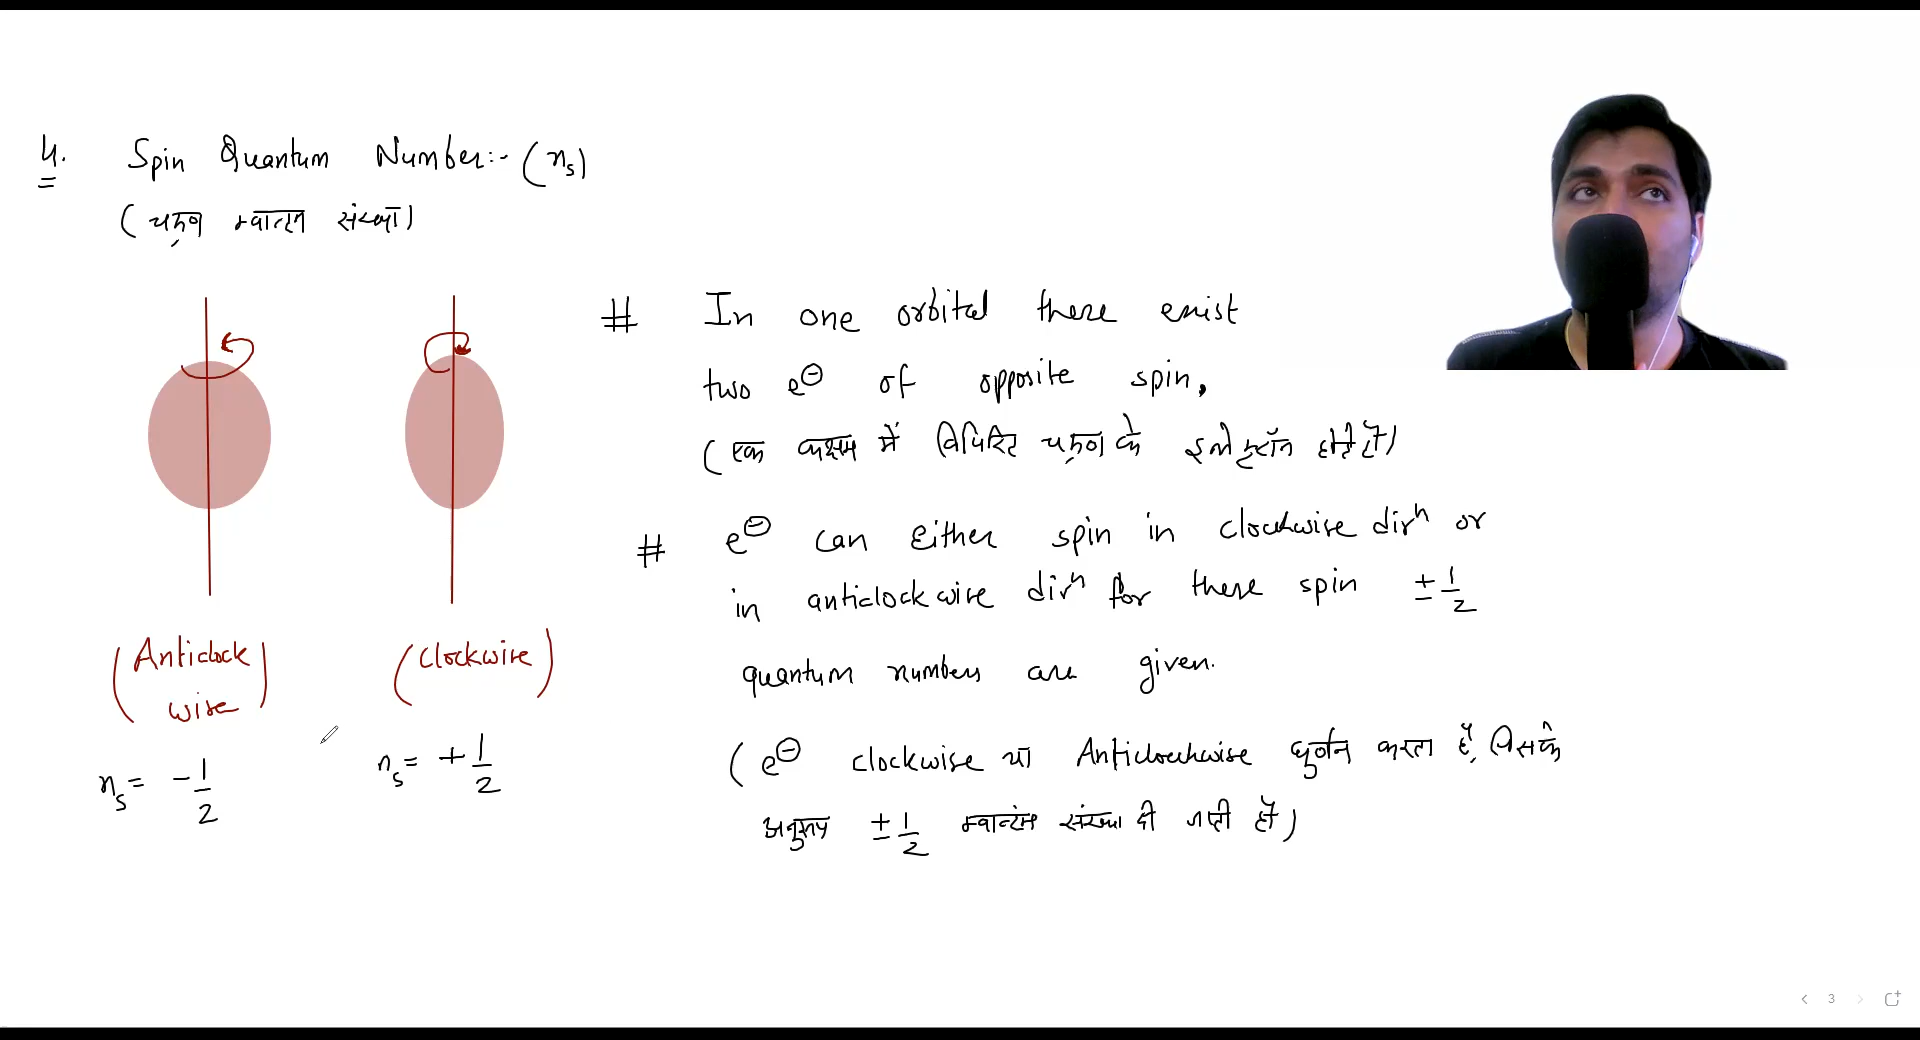 4. Spin Quantum Number:- (ns)
(चक्रण क्वान्टम संख्या)
# In one orbital there exist
two e⊖ of opposite spin.
(एक कक्षक में विपरित चक्रण के इलेक्ट्रॉन होते हैं)
# e⊖ can either spin in clockwise dirn or
in anticlockwise dirn for these spin ± 1/2
quantum numbers are given.
(e⊖ clockwise या Anticlockwise घुर्णन करता है, जिसके
अनुरूप ± 1/2 क्वान्टम संख्या दी जाती है)
(Anticlock
wise)
ns = - 1/2
(clockwise)
ns = + 1/2
3